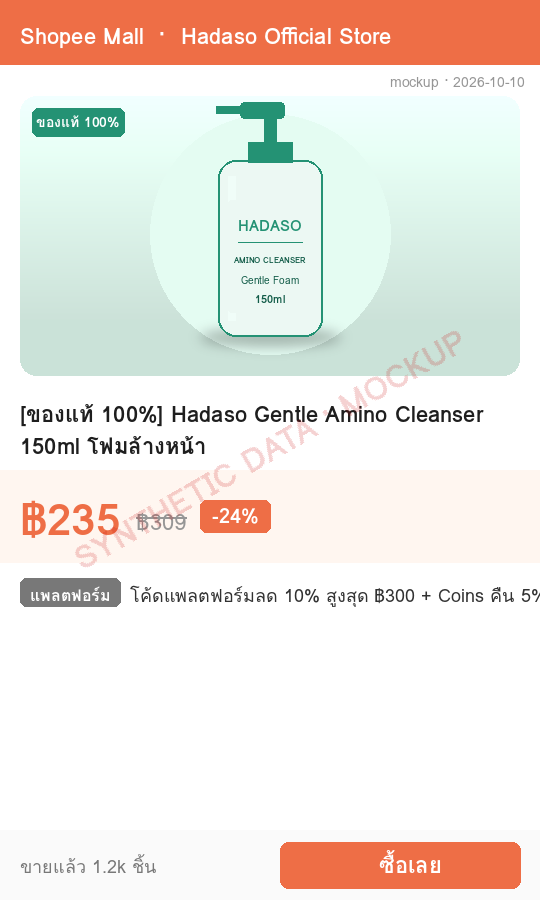 Shopee Mall · Hadaso Official Store
mockup · 2026-10-10
ของแท้ 100%
HADASO
AMINO CLEANSER
Gentle Foam
150ml
[ของแท้ 100%] Hadaso Gentle Amino Cleanser
150ml โฟมล้างหน้า
฿235 ฿309 -24%
SYNTHETIC DATA · MOCKUP
แพลตฟอร์ม โค้ดแพลตฟอร์มลด 10% สูงสุด ฿300 + Coins คืน 5%
ขายแล้ว 1.2k ชิ้น
ซื้อเลย